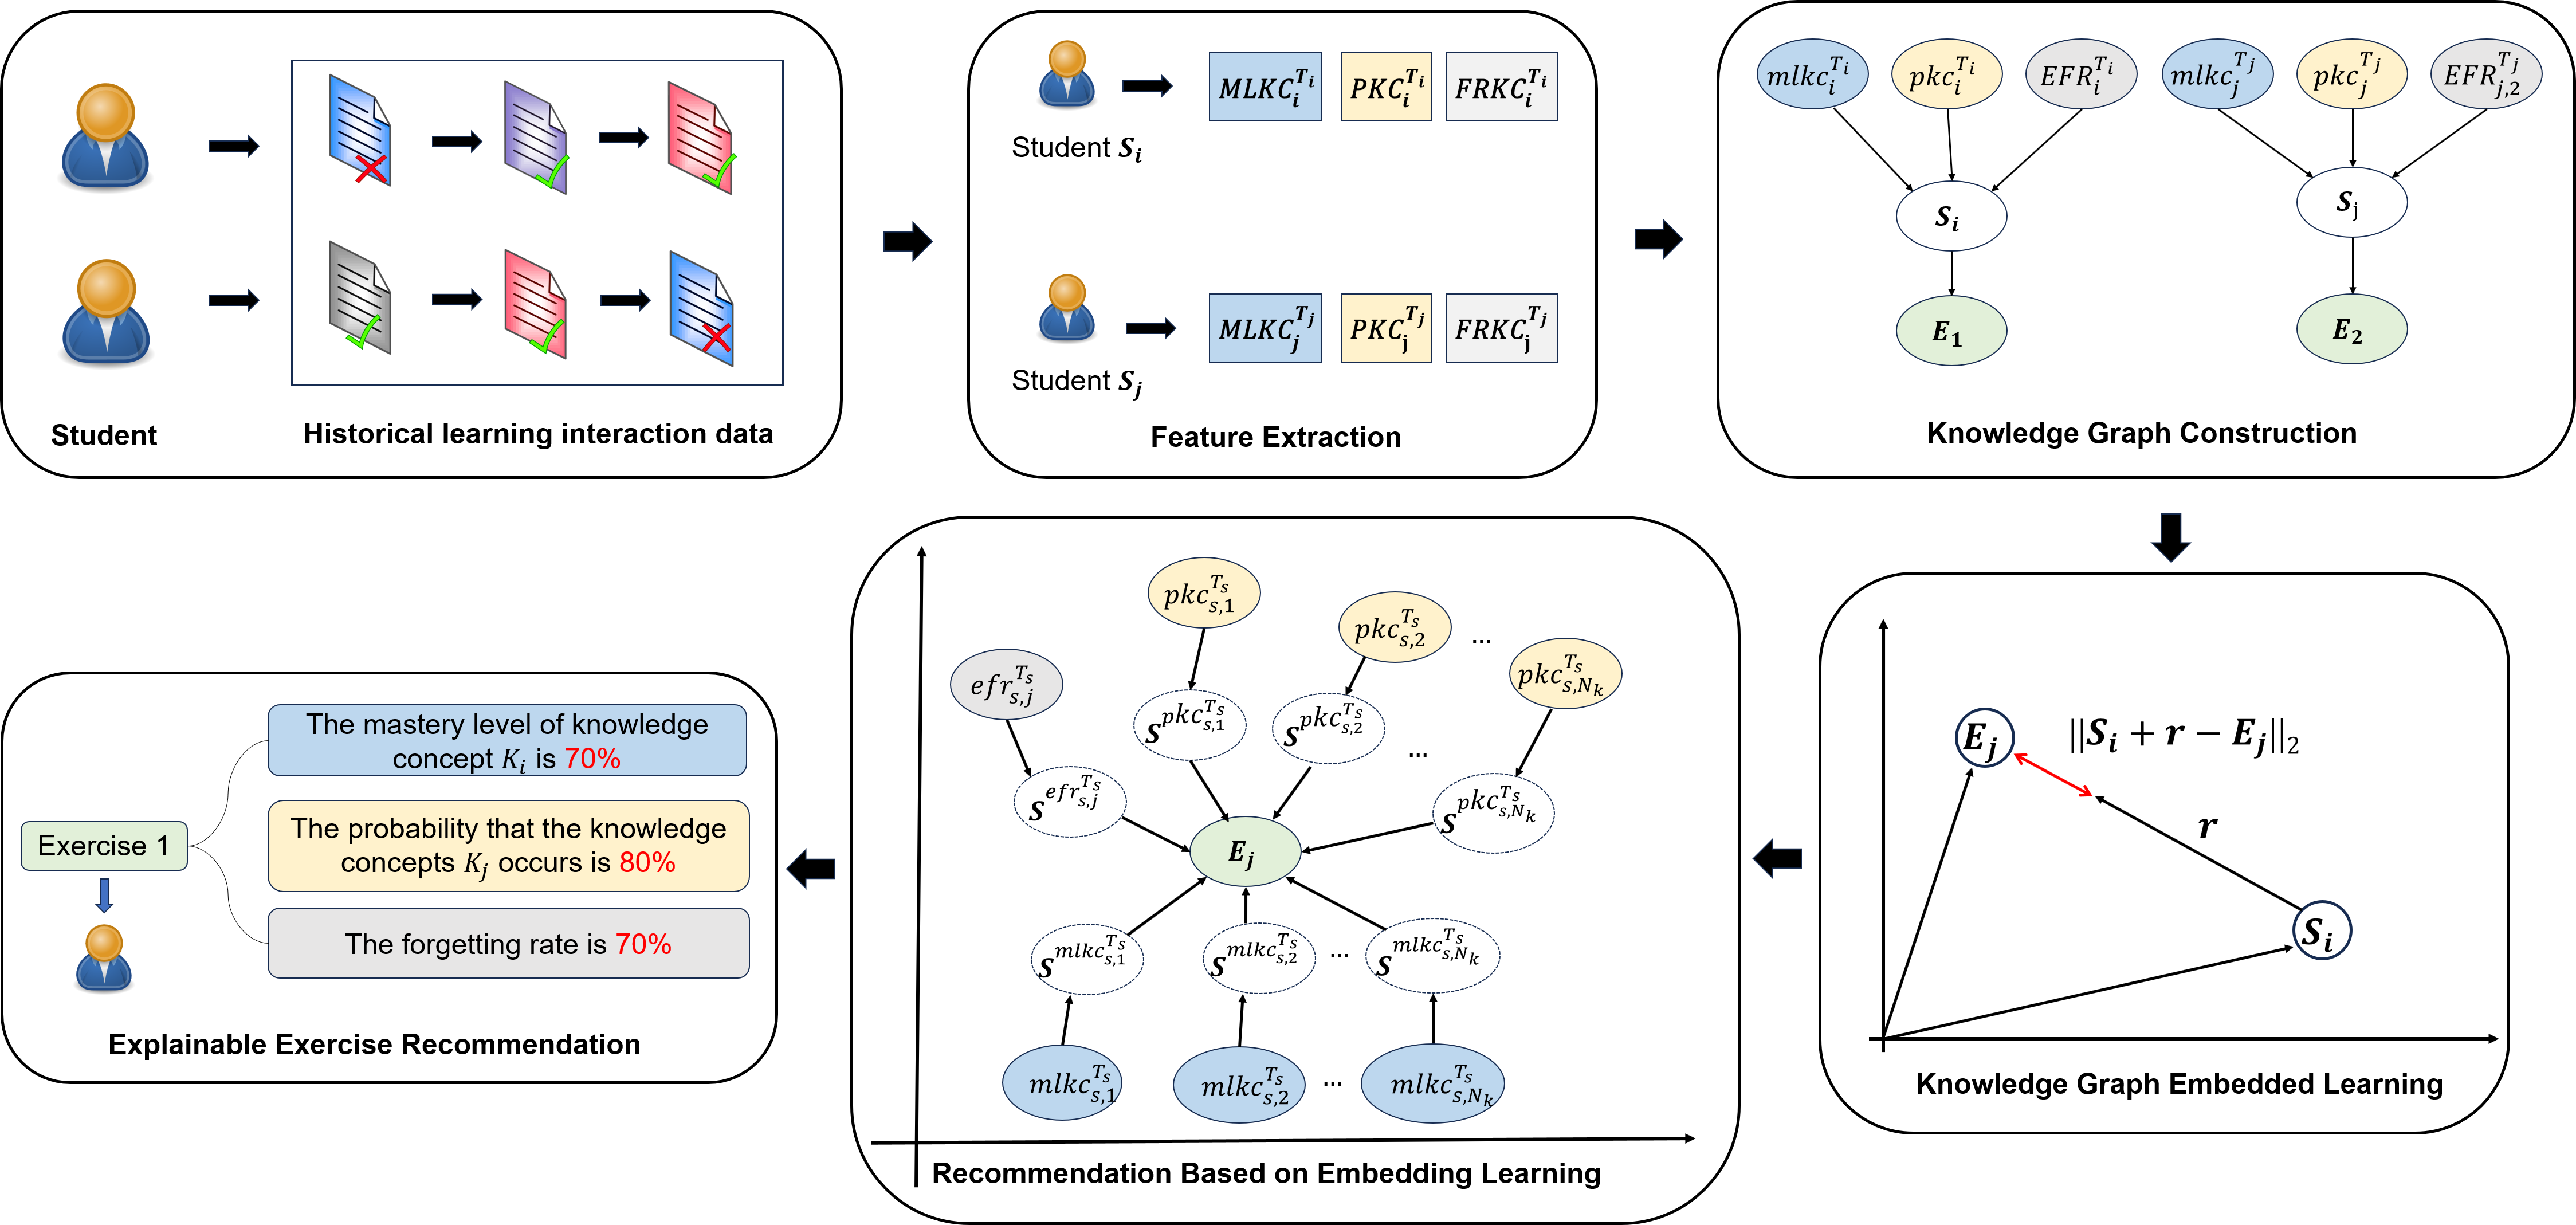 Student
Historical learning interaction data
Student S_i
MLKC_i^{T_i} PKC_i^{T_i} FRKC_i^{T_i}
Student S_j
MLKC_j^{T_j} PKC_j^{T_j} FRKC_j^{T_j}
Feature Extraction
mlkc_i^{T_i} pkc_i^{T_i} EFR_i^{T_i} mlkc_j^{T_j} pkc_j^{T_j} EFR_{j,2}^{T_j}
S_i S_j
E_1 E_2
Knowledge Graph Construction
E_j
||S_i + r − E_j||_2
r
S_i
Knowledge Graph Embedded Learning
pkc_{s,1}^{T_s} pkc_{s,2}^{T_s} ... pkc_{s,N_k}^{T_s}
efr_{s,j}^{T_s}
S^{pkc_{s,1}^{T_s}} S^{pkc_{s,2}^{T_s}} ... S^{pkc_{s,N_k}^{T_s}}
S^{efr_{s,j}^{T_s}}
E_j
S^{mlkc_{s,1}^{T_s}} S^{mlkc_{s,2}^{T_s}} ... S^{mlkc_{s,N_k}^{T_s}}
mlkc_{s,1}^{T_s} mlkc_{s,2}^{T_s} ... mlkc_{s,N_k}^{T_s}
Recommendation Based on Embedding Learning
Exercise 1
The mastery level of knowledge
concept K_i is 70%
The probability that the knowledge
concepts K_j occurs is 80%
The forgetting rate is 70%
Explainable Exercise Recommendation